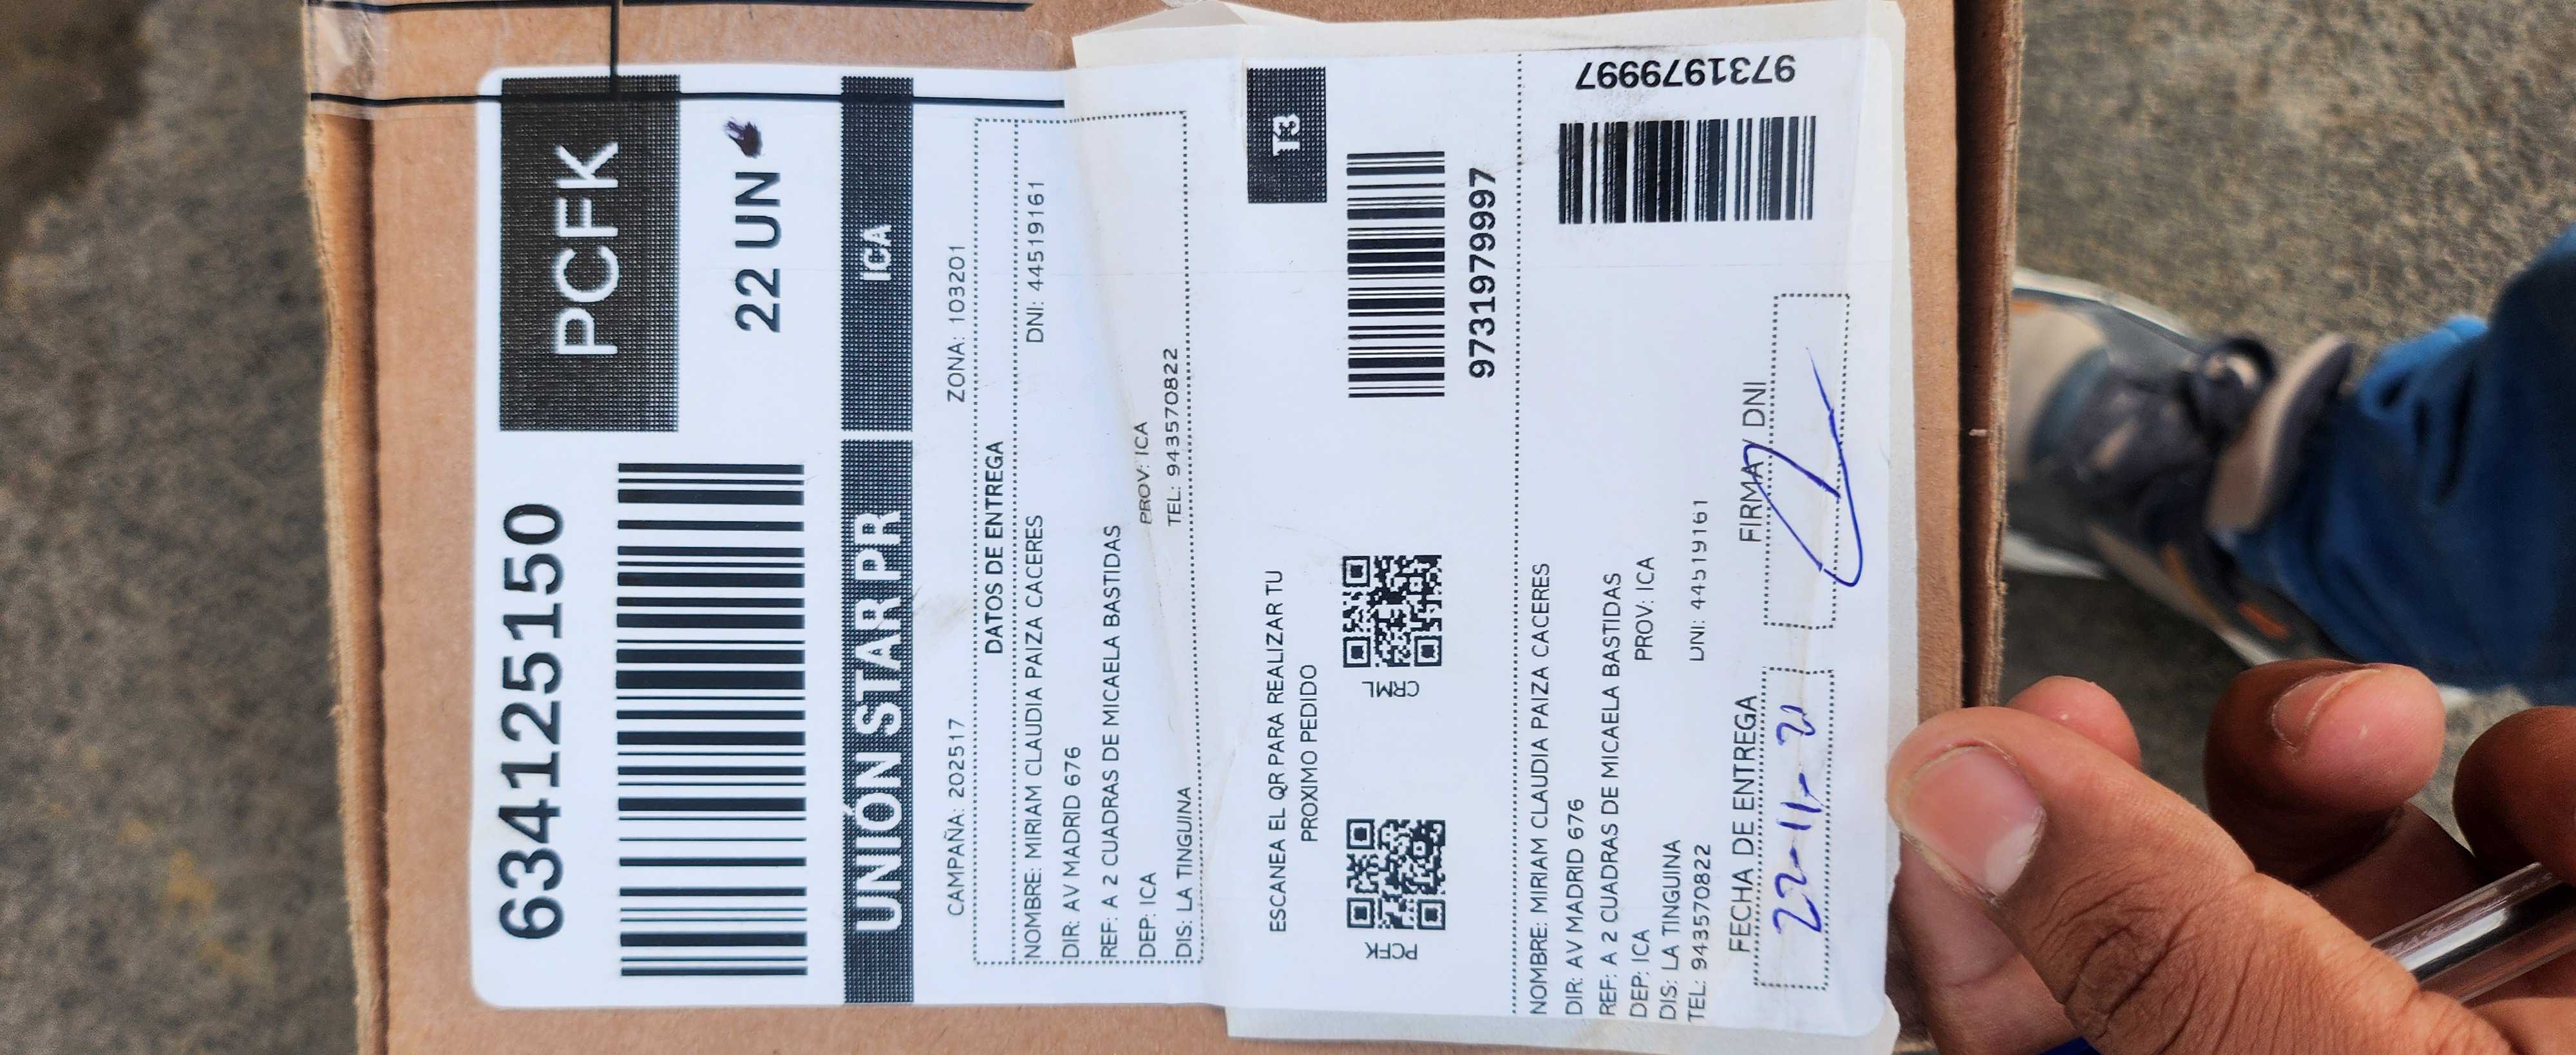 634125150
PCFK
22 UN
UNIÓN STAR PR
ICA
CAMPAÑA: 202517 ZONA: 103201
DATOS DE ENTREGA
NOMBRE: MIRIAM CLAUDIA PAIZA CACERES DNI: 44519161
DIR: AV MADRID 676
REF: A 2 CUADRAS DE MICAELA BASTIDAS
DEP: ICA PROV: ICA
DIS: LA TINGUINA TEL: 943570822
T3
ESCANEA EL QR PARA REALIZAR TU
PROXIMO PEDIDO
PCFK
CRML
9731979997
9731979997
NOMBRE: MIRIAM CLAUDIA PAIZA CACERES
DIR: AV MADRID 676
REF: A 2 CUADRAS DE MICAELA BASTIDAS
DEP: ICA PROV: ICA
DIS: LA TINGUINA
TEL: 943570822 DNI: 44519161
FECHA DE ENTREGA FIRMA/ DNI
22-11-